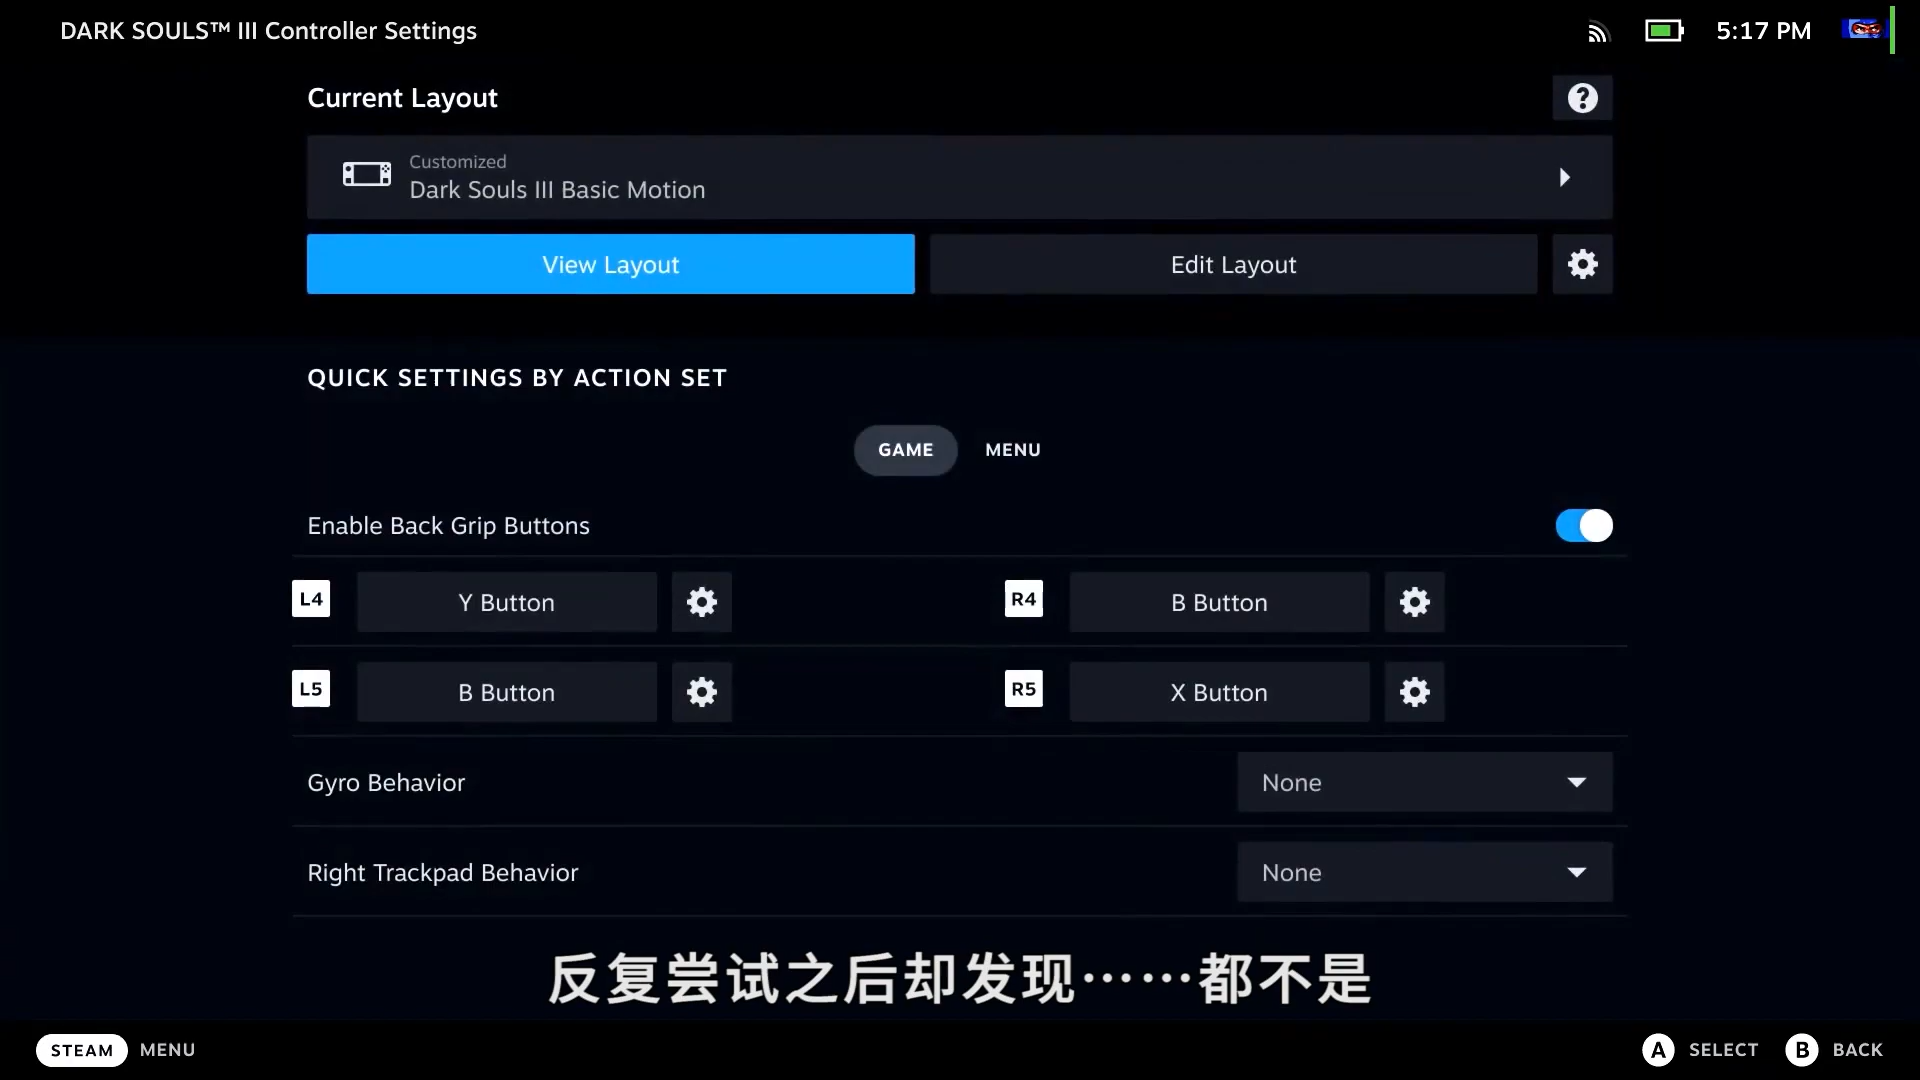 DARK SOULS™ III Controller Settings
5:17 PM
Current Layout
?
Customized
Dark Souls III Basic Motion
View Layout
Edit Layout
QUICK SETTINGS BY ACTION SET
GAME
MENU
Enable Back Grip Buttons
L4
Y Button
R4
B Button
L5
B Button
R5
X Button
Gyro Behavior
None
Right Trackpad Behavior
None
反复尝试之后却发现……都不是
STEAM
MENU
A
SELECT
B
BACK